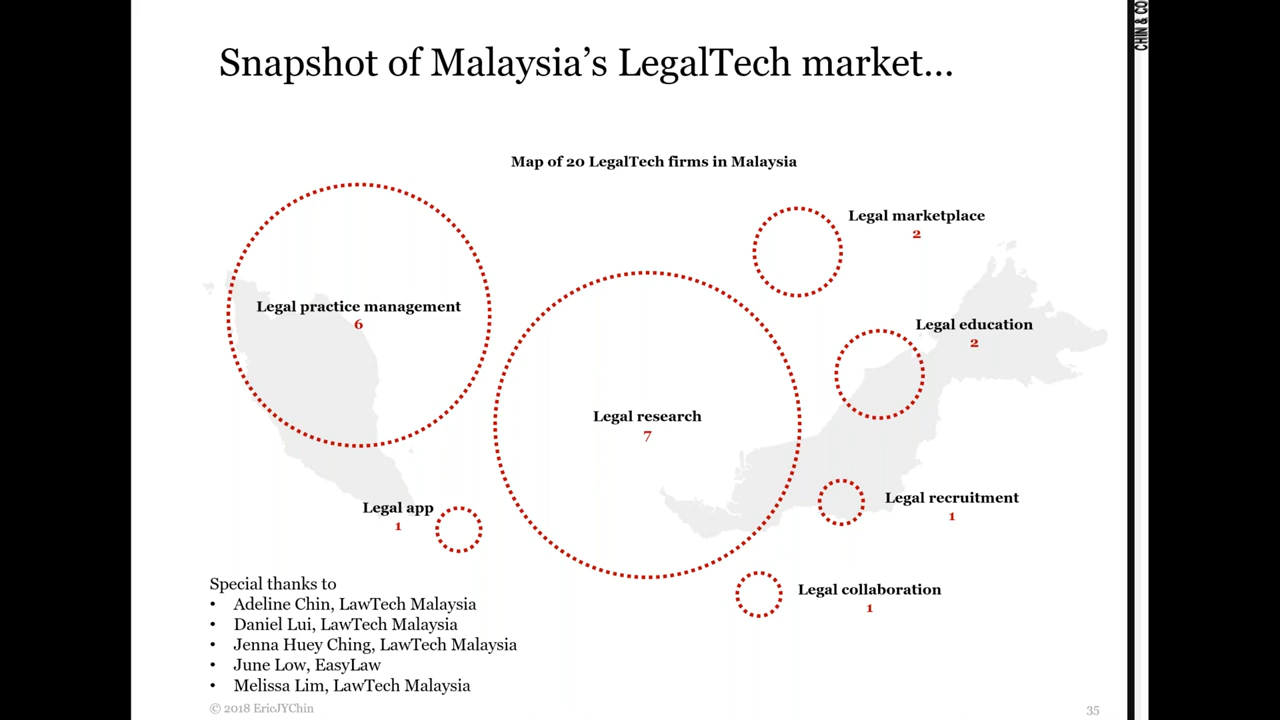 Snapshot of Malaysia’s LegalTech market…
CHIN & CO
Map of 20 LegalTech firms in Malaysia
Legal marketplace
2
Legal practice management
6
Legal education
2
Legal research
7
Legal app
1
Legal recruitment
1
Legal collaboration
1
Special thanks to
• Adeline Chin, LawTech Malaysia
• Daniel Lui, LawTech Malaysia
• Jenna Huey Ching, LawTech Malaysia
• June Low, EasyLaw
• Melissa Lim, LawTech Malaysia
© 2018 EricJYChin
35